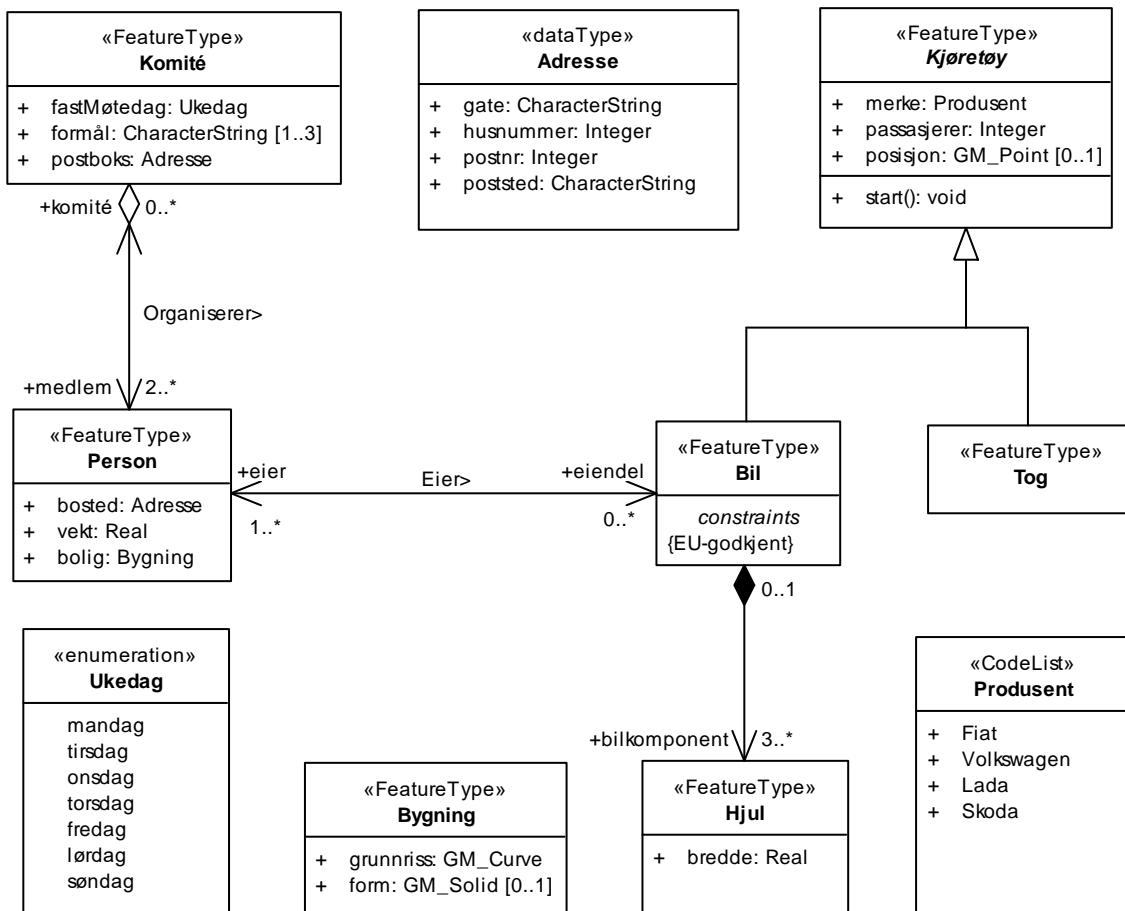 «FeatureType»
Komité
+ fastMøtedag: Ukedag
+ formål: CharacterString [1..3]
+ postboks: Adresse
«dataType»
Adresse
+ gate: CharacterString
+ husnummer: Integer
+ postnr: Integer
+ poststed: CharacterString
«FeatureType»
Kjøretøy
+ merke: Produsent
+ passasjerer: Integer
+ posisjon: GM_Point [0..1]
+ start(): void
+komité 0..*
Organiserer>
+medlem 2..*
«FeatureType»
Person
+ bosted: Adresse
+ vekt: Real
+ bolig: Bygning
+eier
1..*
Eier>
+eiendel
0..*
«FeatureType»
Bil
constraints
{EU-godkjent}
«FeatureType»
Tog
0..1
+bilkomponent 3..*
«enumeration»
Ukedag
mandag
tirsdag
onsdag
torsdag
fredag
lørdag
søndag
«FeatureType»
Bygning
+ grunnriss: GM_Curve
+ form: GM_Solid [0..1]
«FeatureType»
Hjul
+ bredde: Real
«CodeList»
Produsent
+ Fiat
+ Volkswagen
+ Lada
+ Skoda